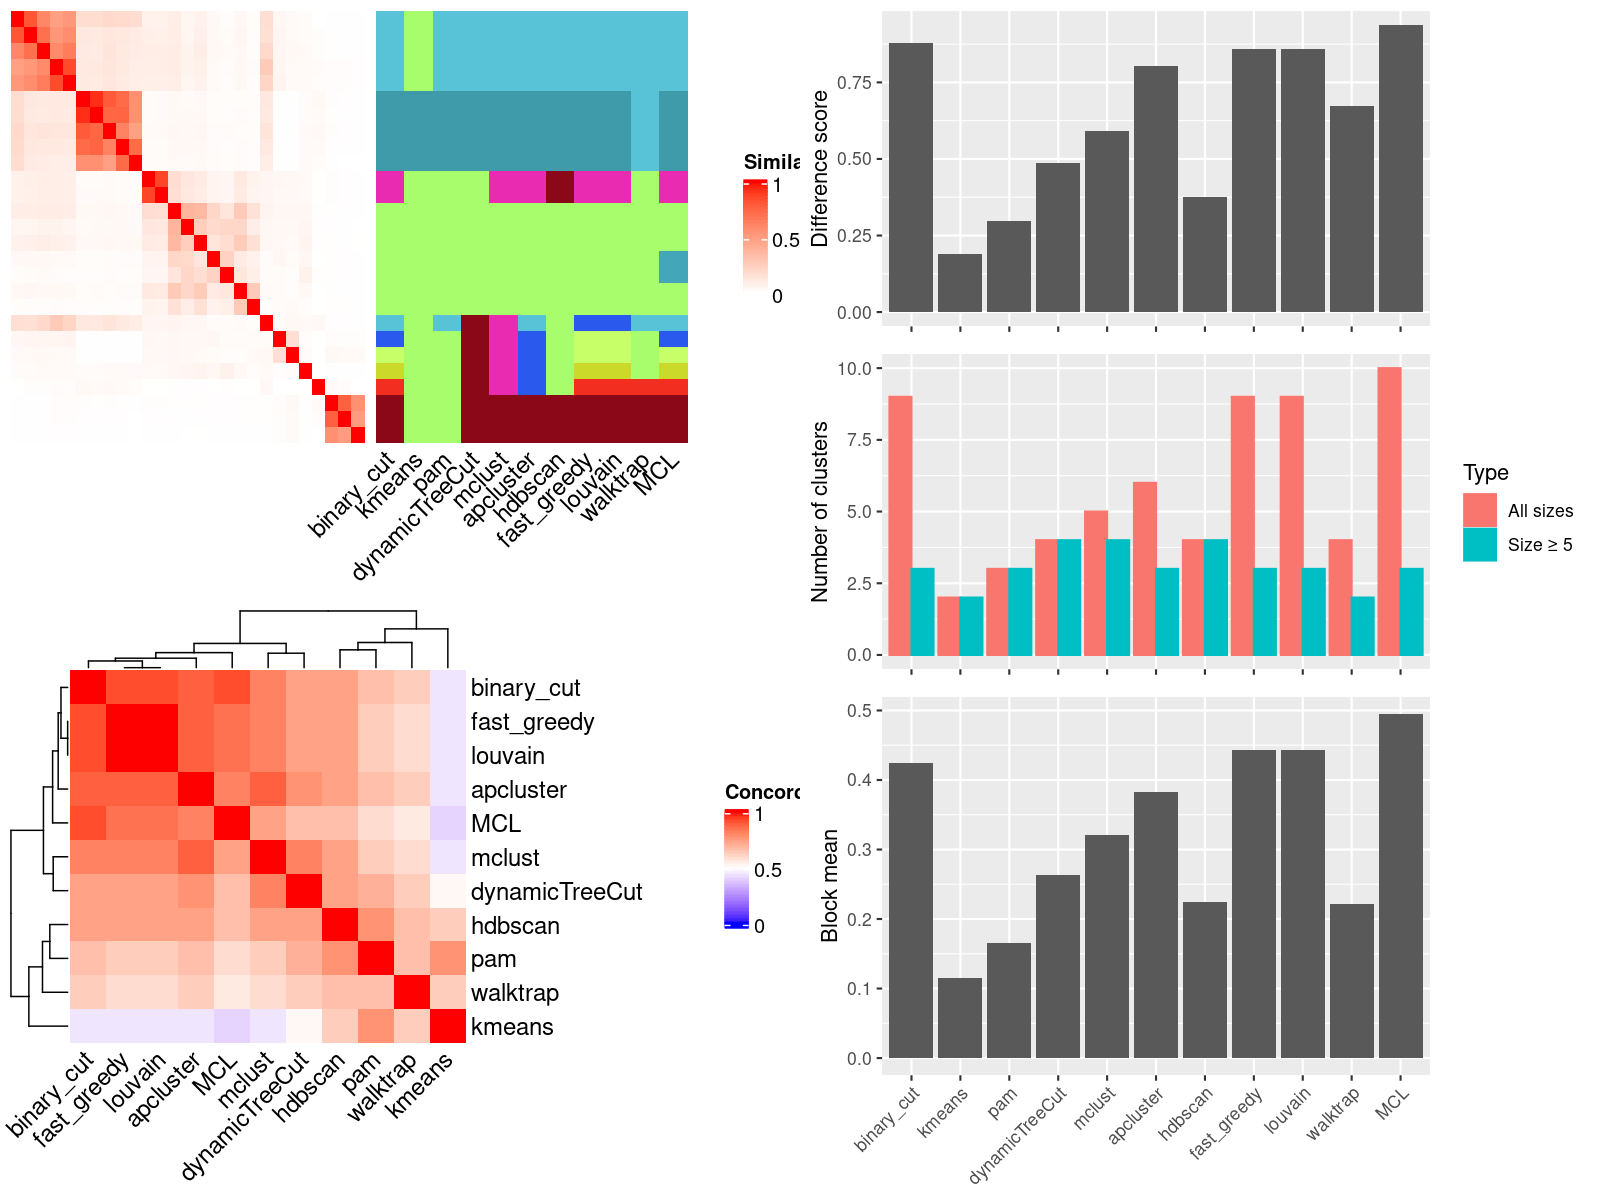 Simila
1
0.5
0
binary_cut
kmeans
pam
dynamicTreeCut
mclust
apcluster
hdbscan
fast_greedy
louvain
walktrap
MCL
binary_cut
fast_greedy
louvain
apcluster
MCL
mclust
dynamicTreeCut
hdbscan
pam
walktrap
kmeans
binary_cut
fast_greedy
louvain
apcluster
MCL
mclust
dynamicTreeCut
hdbscan
pam
walktrap
kmeans
Concord
1
0.5
0
Difference score
0.75
0.50
0.25
0.00
Number of clusters
10.0
7.5
5.0
2.5
0.0
Type
All sizes
Size ≥ 5
Block mean
0.5
0.4
0.3
0.2
0.1
0.0
binary_cut
kmeans
pam
dynamicTreeCut
mclust
apcluster
hdbscan
fast_greedy
louvain
walktrap
MCL